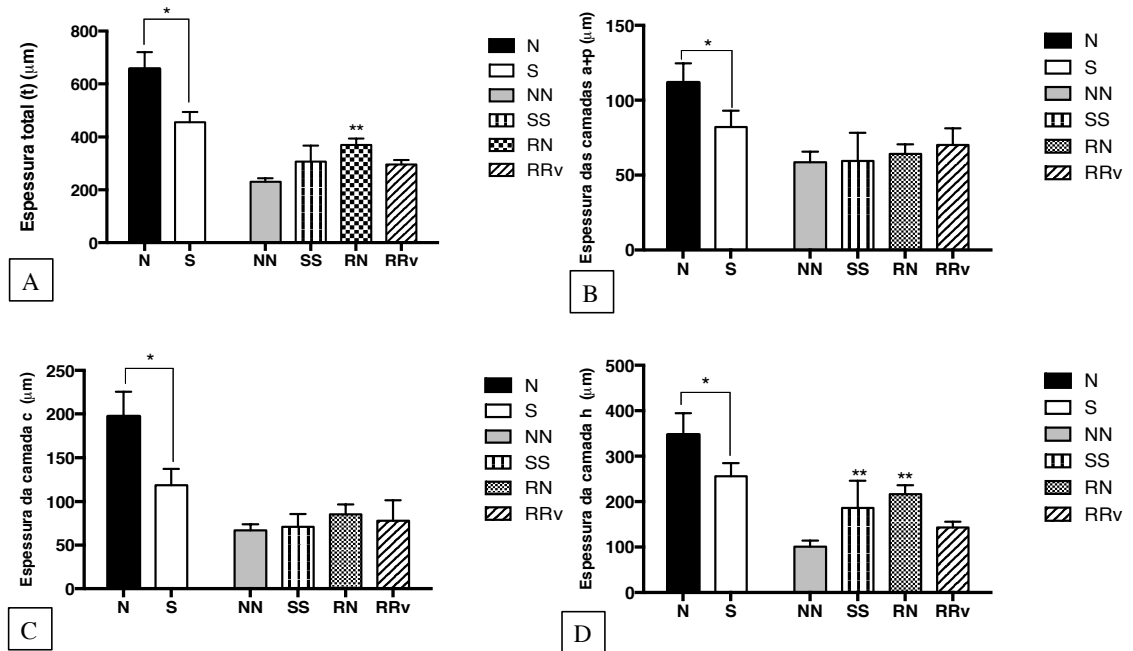 Espessura total (t) (μm)
800
600
400
200
0
*
**
N S NN SS RN RRv
N
S
NN
SS
RN
RRv
A
Espessura das camadas a+p (μm)
150
100
50
0
*
N S NN SS RN RRv
N
S
NN
SS
RN
RRv
B
Espessura da camada c (μm)
250
200
150
100
50
0
*
N S NN SS RN RRv
N
S
NN
SS
RN
RRv
C
Espessura da camada h (μm)
500
400
300
200
100
0
*
** **
N S NN SS RN RRv
N
S
NN
SS
RN
RRv
D